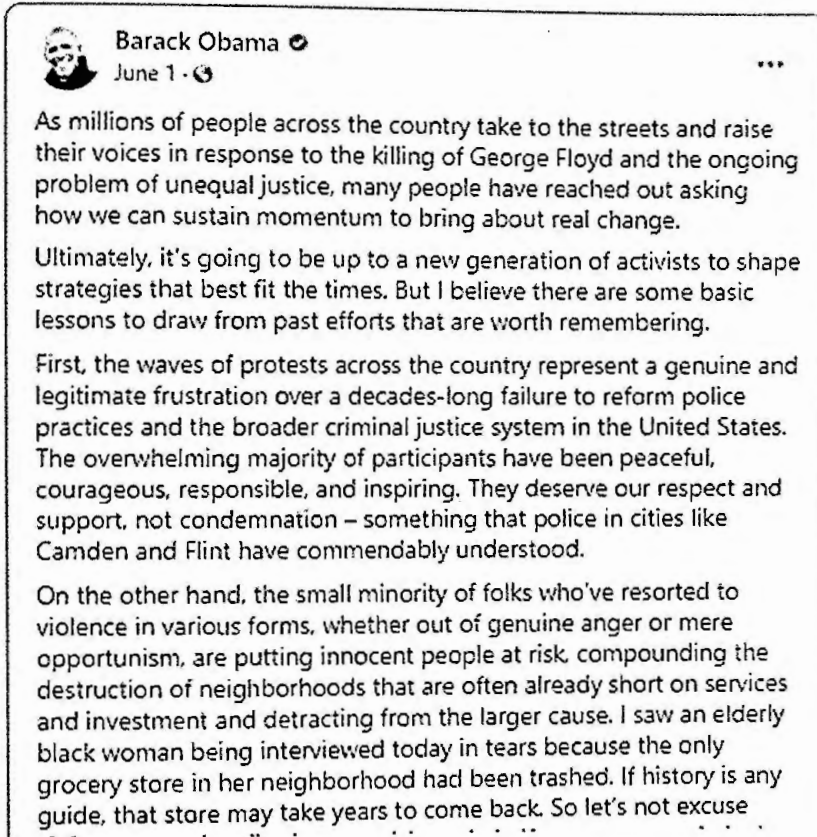 Barack Obama
June 1 ·
As millions of people across the country take to the streets and raise
their voices in response to the killing of George Floyd and the ongoing
problem of unequal justice, many people have reached out asking
how we can sustain momentum to bring about real change.
Ultimately, it's going to be up to a new generation of activists to shape
strategies that best fit the times. But I believe there are some basic
lessons to draw from past efforts that are worth remembering.
First, the waves of protests across the country represent a genuine and
legitimate frustration over a decades-long failure to reform police
practices and the broader criminal justice system in the United States.
The overwhelming majority of participants have been peaceful,
courageous, responsible, and inspiring. They deserve our respect and
support, not condemnation – something that police in cities like
Camden and Flint have commendably understood.
On the other hand, the small minority of folks who've resorted to
violence in various forms, whether out of genuine anger or mere
opportunism, are putting innocent people at risk, compounding the
destruction of neighborhoods that are often already short on services
and investment and detracting from the larger cause. I saw an elderly
black woman being interviewed today in tears because the only
grocery store in her neighborhood had been trashed. If history is any
guide, that store may take years to come back. So let's not excuse